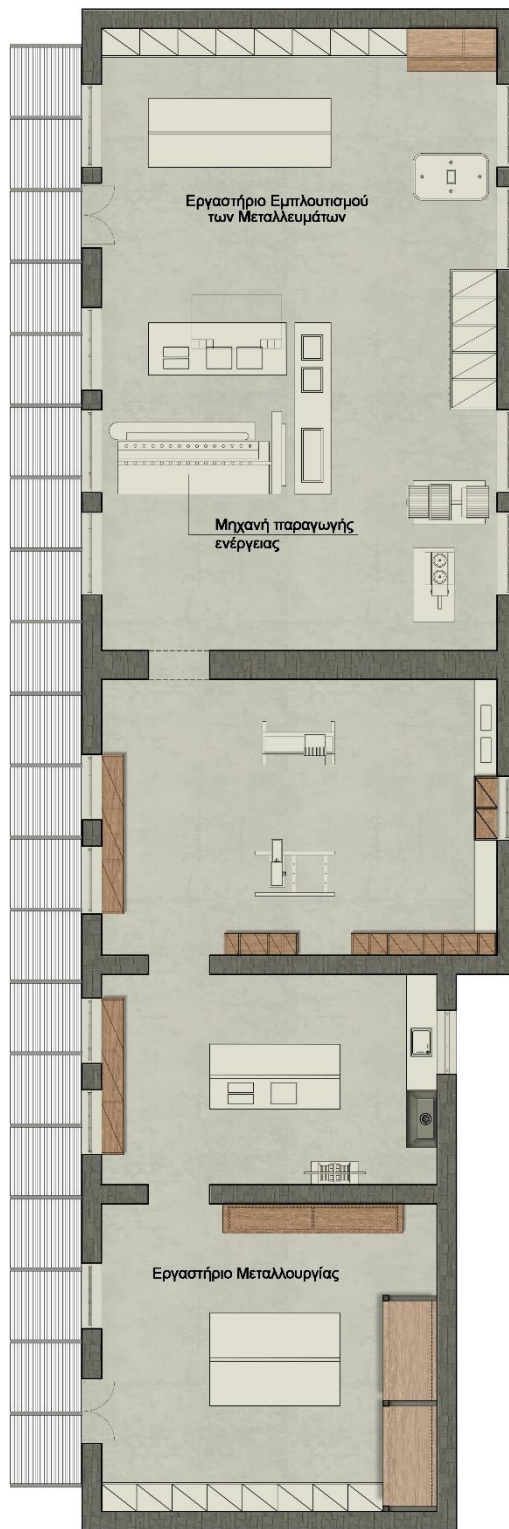 Εργαστήριο Εμπλουτισμού
των Μεταλλευμάτων
Μηχανή παραγωγής
ενέργειας
Εργαστήριο Μεταλλουργίας